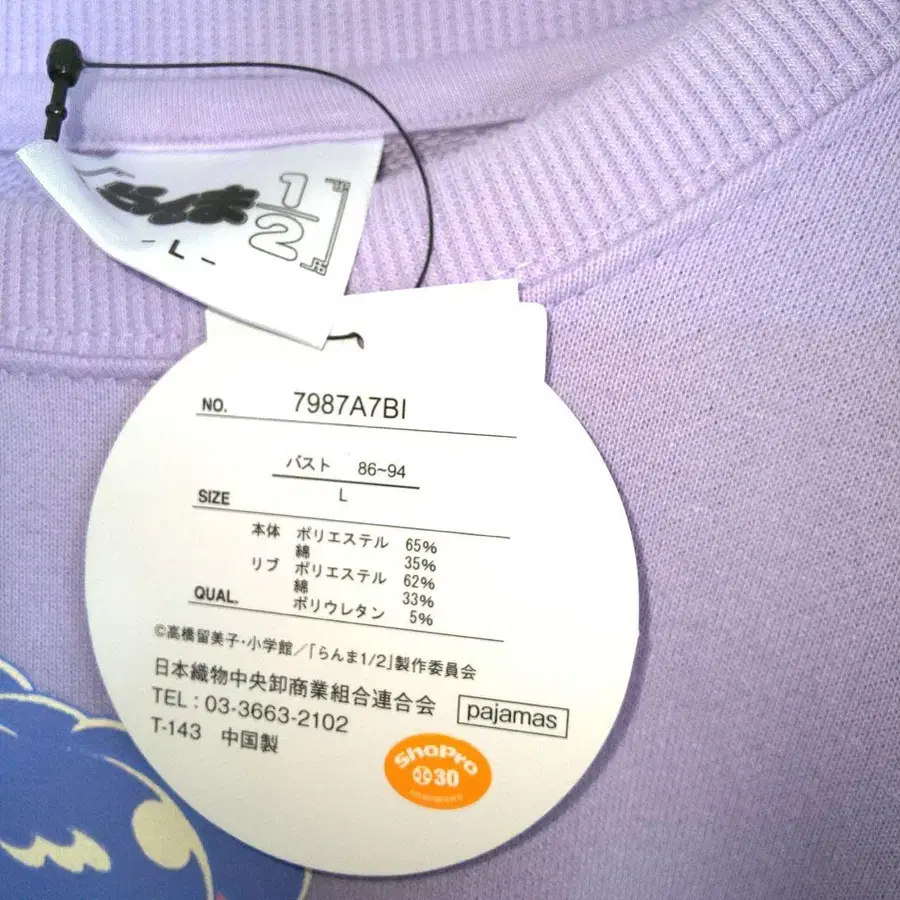 らんま
1
2
- L -
NO. 7987A7BI
バスト 86~94
SIZE L
本体 ポリエステル 65%
綿 35%
リブ ポリエステル 62%
綿 33%
QUAL. ポリウレタン 5%
©高橋留美子・小学館/「らんま1/2」製作委員会
日本織物中央卸商業組合連合会
TEL : 03-3663-2102
pajamas
T-143 中国製
ShoPro
30